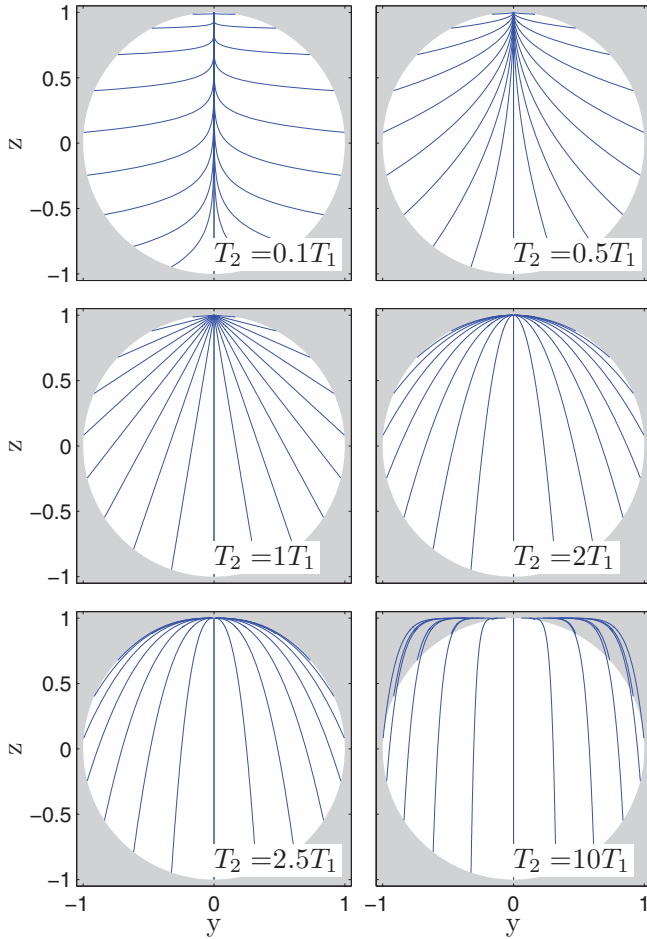 1
0.5
z
0
−0.5
−1
T₂ =0.1T₁
T₂ =0.5T₁
1
0.5
z
0
−0.5
−1
T₂ =1T₁
T₂ =2T₁
1
0.5
z
0
−0.5
−1
T₂ =2.5T₁
T₂ =10T₁
−1 0 1 −1 0 1
y y